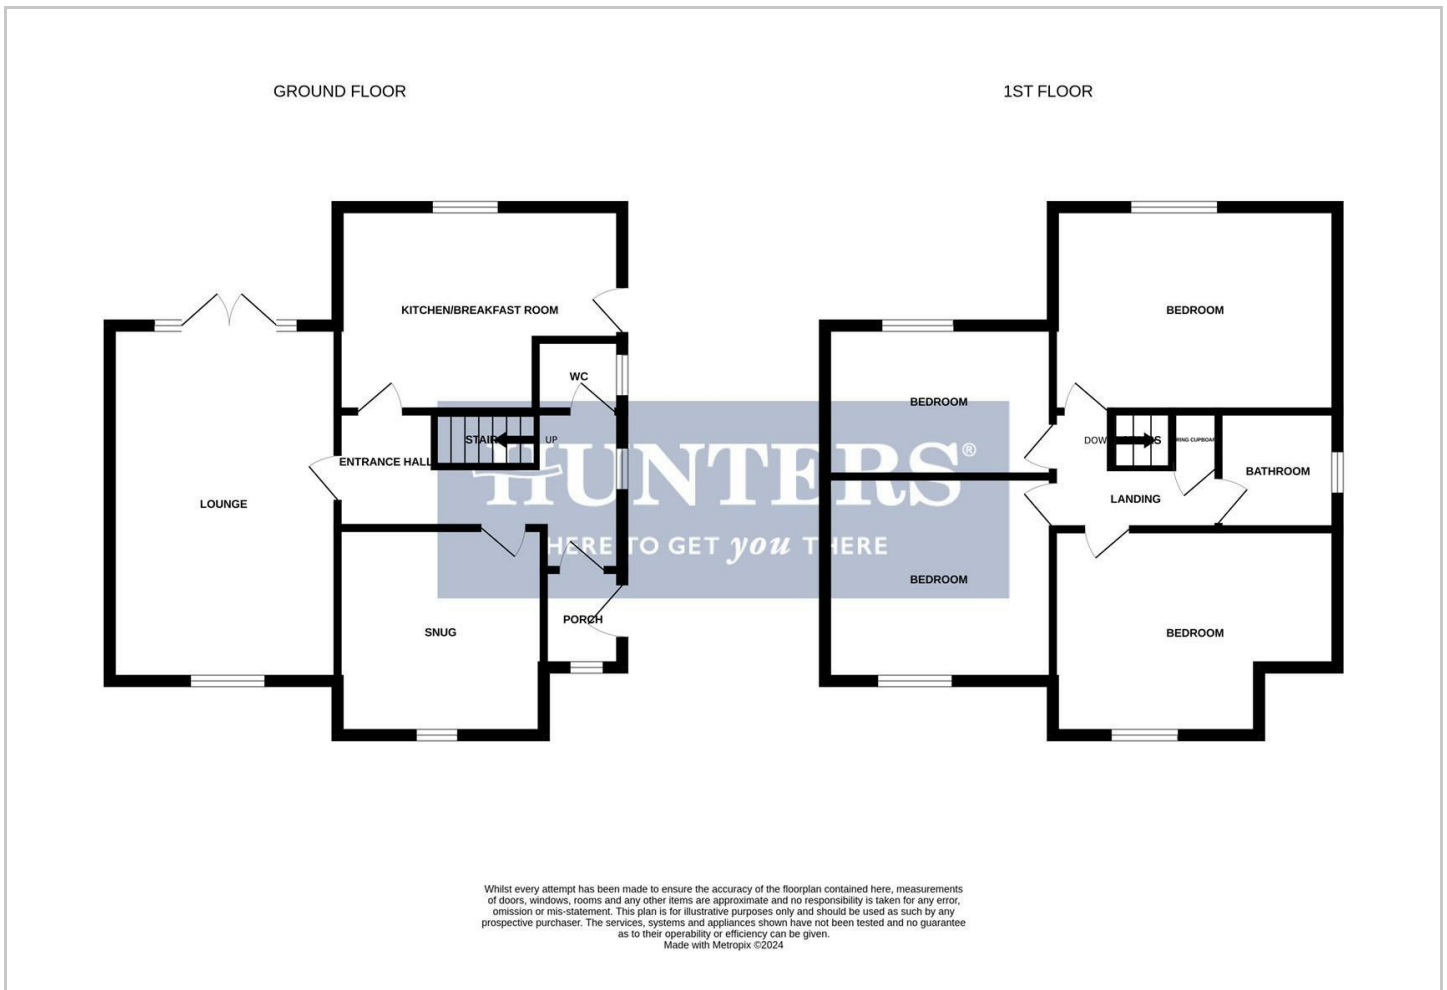 GROUND FLOOR
1ST FLOOR
KITCHEN/BREAKFAST ROOM
WC
UP
ENTRANCE HALL
LOUNGE
SNUG
PORCH
BEDROOM
BEDROOM
LANDING
BATHROOM
BEDROOM
BEDROOM
HUNTERS®
HERE TO GET you THERE
Whilst every attempt has been made to ensure the accuracy of the floorplan contained here, measurements
of doors, windows, rooms and any other items are approximate and no responsibility is taken for any error,
omission or mis-statement. This plan is for illustrative purposes only and should be used as such by any
prospective purchaser. The services, systems and appliances shown have not been tested and no guarantee
as to their operability or efficiency can be given.
Made with Metropix ©2024